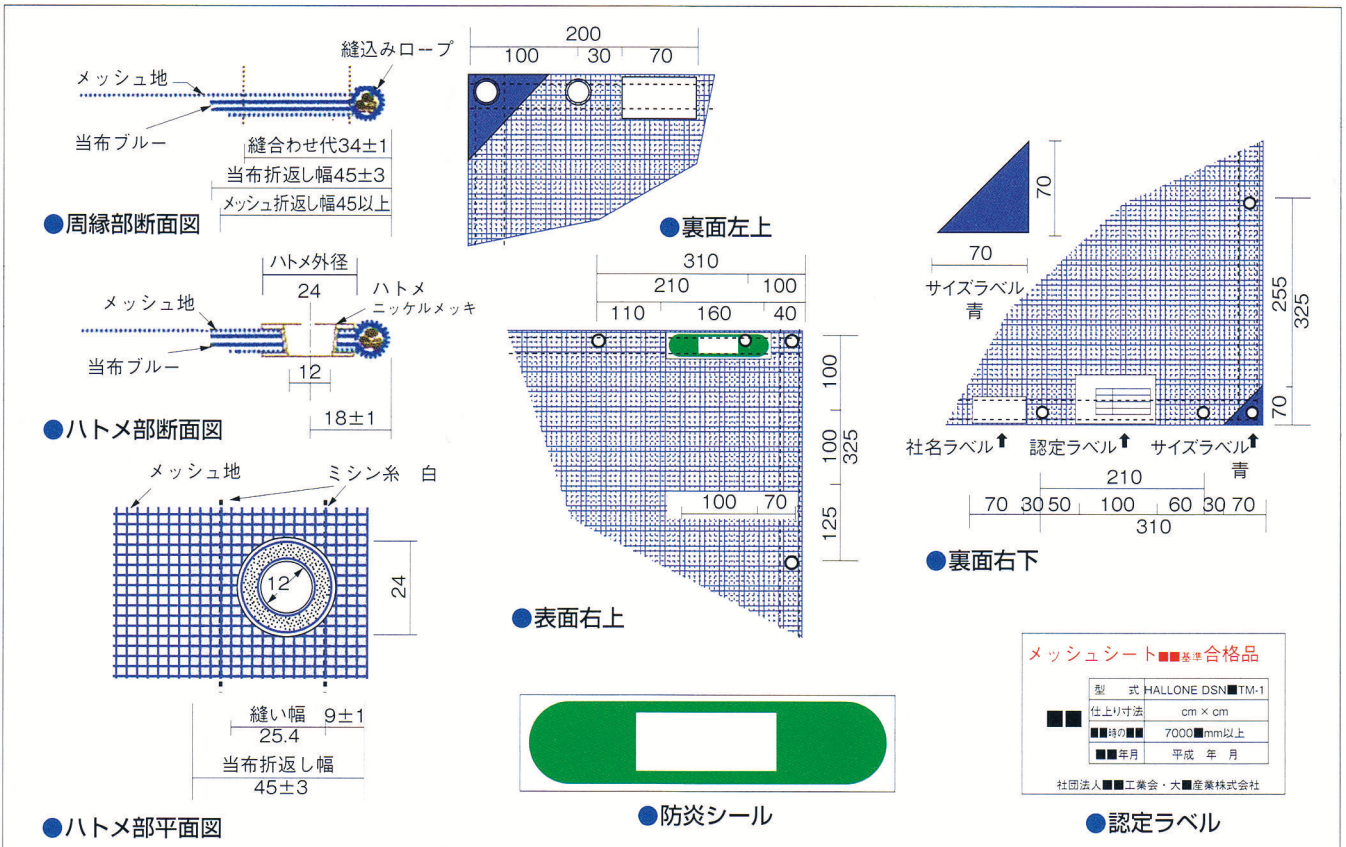 縫込みロープ
メッシュ地
当布ブルー
縫合わせ代34±1
当布折返し幅45±3
メッシュ折返し幅45以上
●周縁部断面図
200
100 30 70
●裏面左上
ハトメ外径
24
メッシュ地
ハトメ
ニッケルメッキ
当布ブルー
12
18±1
●ハトメ部断面図
メッシュ地
ミシン糸 白
12
24
縫い幅 9±1
25.4
当布折返し幅
45±3
●ハトメ部平面図
310
210 100
110 160 40
100
100
325
125
100 70
●表面右上
●防炎シール
70
70
サイズラベル
青
255
325
70
社名ラベル
認定ラベル
サイズラベル
青
210
70 30 50 100 60 30 70
310
●裏面右下
メッシュシート■■基準合格品
型 式 HALLONE DSN■TM-1
仕上り寸法 cm × cm
■■時の■■ 7000■mm以上
■■年月 平成 年 月
社団法人■■工業会・大■産業株式会社
●認定ラベル